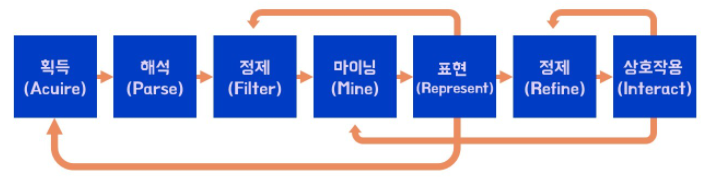 획득
(Acuire)
해석
(Parse)
정제
(Filter)
마이닝
(Mine)
표현
(Represent)
정제
(Refine)
상호작용
(Interact)